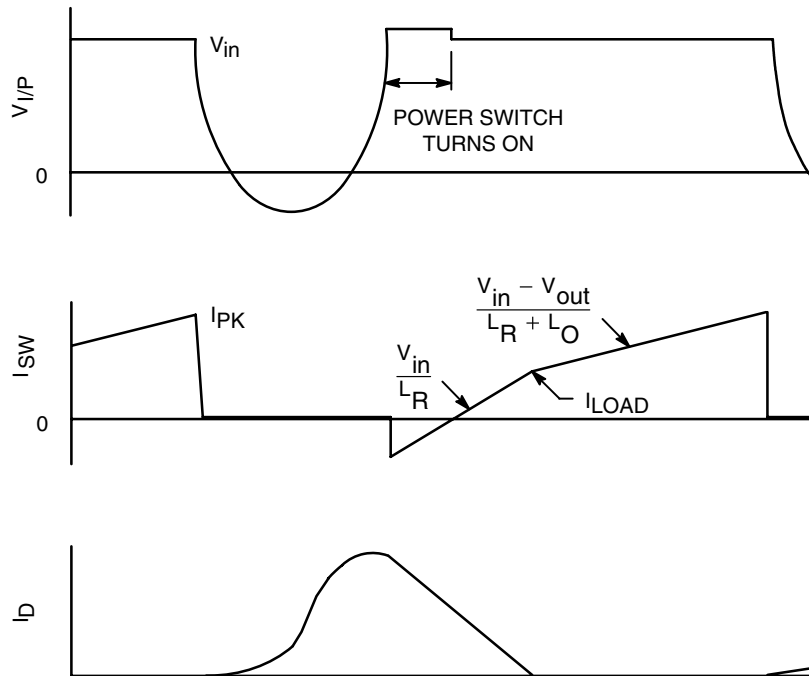 V_I/P
V_in
POWER SWITCH
TURNS ON
0
I_SW
I_PK
V_in
L_R
V_in − V_out
L_R + L_O
I_LOAD
0
I_D